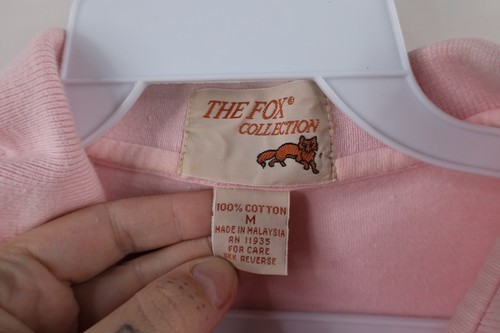 THE FOX®
COLLECTION
100% COTTON
M
MADE IN MALAYSIA
RN 11935
FOR CARE
SEE REVERSE